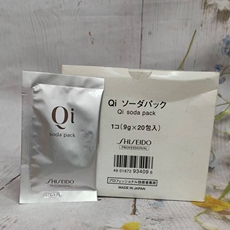 Qi
soda pack
Qi ソーダパック
Qi soda pack
1コ(9g×20包入)
SHISEIDO
PROFESSIONAL
MADE IN JAPAN